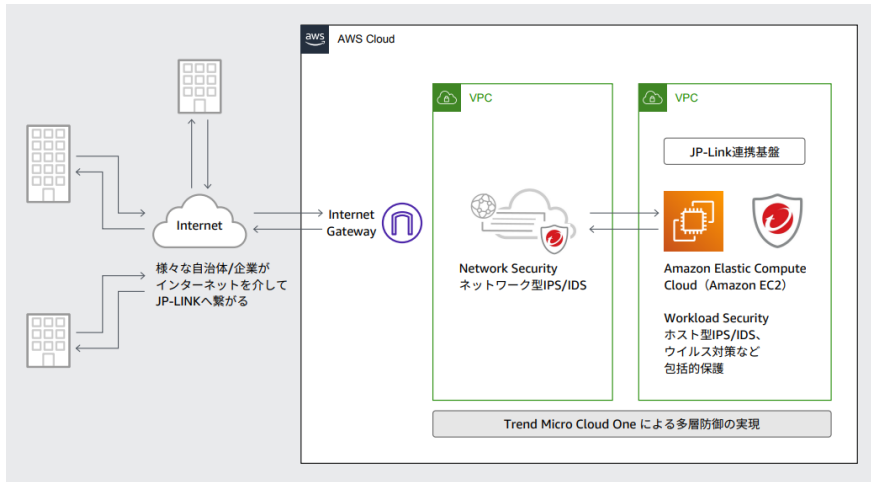 aws
AWS Cloud
VPC
VPC
JP-Link連携基盤
Internet
Internet
Gateway
様々な自治体/企業が
インターネットを介して
JP-LINKへ繋がる
Network Security
ネットワーク型IPS/IDS
Amazon Elastic Compute
Cloud（Amazon EC2）
Workload Security
ホスト型IPS/IDS、
ウイルス対策など
包括的保護
Trend Micro Cloud One による多層防御の実現